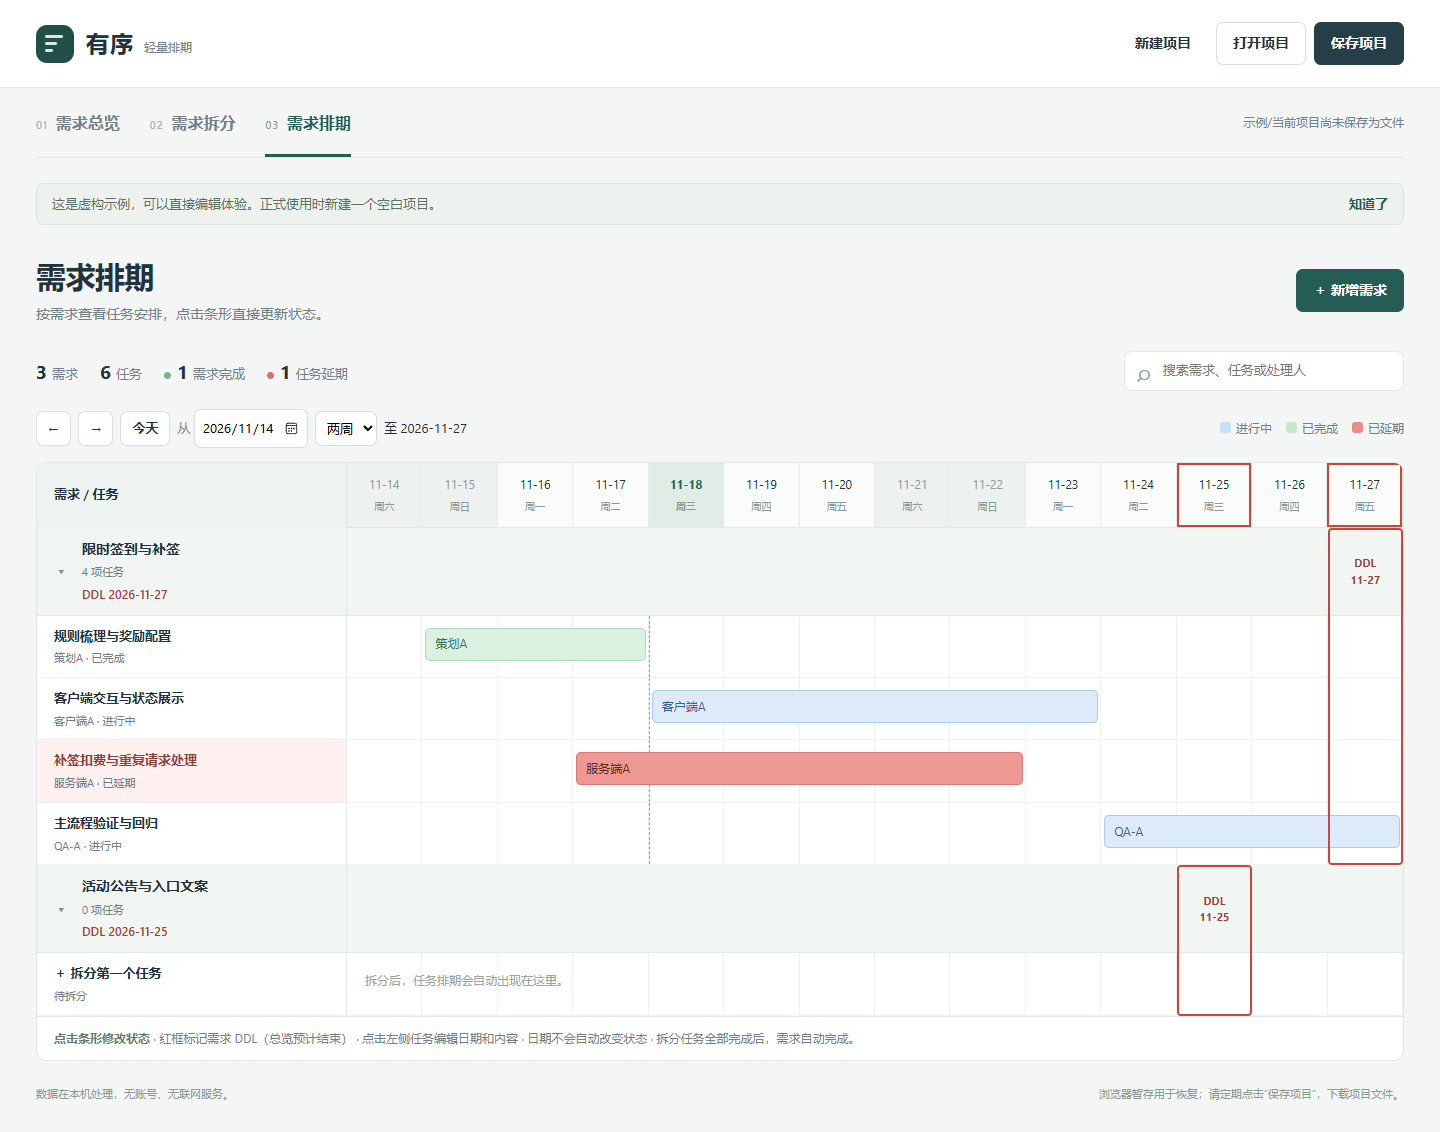 有序 轻量排期
新建项目 打开项目 保存项目
01 需求总览 02 需求拆分 03 需求排期 示例/当前项目尚未保存为文件
这是虚构示例，可以直接编辑体验。正式使用时新建一个空白项目。 知道了
需求排期
＋ 新增需求
按需求查看任务安排，点击条形直接更新状态。
3 需求 6 任务 1 需求完成 1 任务延期 搜索需求、任务或处理人
← → 今天 从 2026/11/14 两周 至 2026-11-27 进行中 已完成 已延期
需求 / 任务 11-14 11-15 11-16 11-17 11-18 11-19 11-20 11-21 11-22 11-23 11-24 11-25 11-26 11-27
周六 周日 周一 周二 周三 周四 周五 周六 周日 周一 周二 周三 周四 周五
限时签到与补签
4 项任务
DDL 2026-11-27
DDL
11-27
规则梳理与奖励配置
策划A · 已完成
策划A
客户端交互与状态展示
客户端A · 进行中
客户端A
补签扣费与重复请求处理
服务端A · 已延期
服务端A
主流程验证与回归
QA-A · 进行中
QA-A
活动公告与入口文案
0 项任务
DDL 2026-11-25
DDL
11-25
＋ 拆分第一个任务
待拆分
拆分后，任务排期会自动出现在这里。
点击条形修改状态 · 红框标记需求 DDL（总览预计结束） · 点击左侧任务编辑日期和内容 · 日期不会自动改变状态 · 拆分任务全部完成后，需求自动完成。
数据在本机处理，无账号、无联网服务。 浏览器暂存用于恢复；请定期点击“保存项目”，下载项目文件。